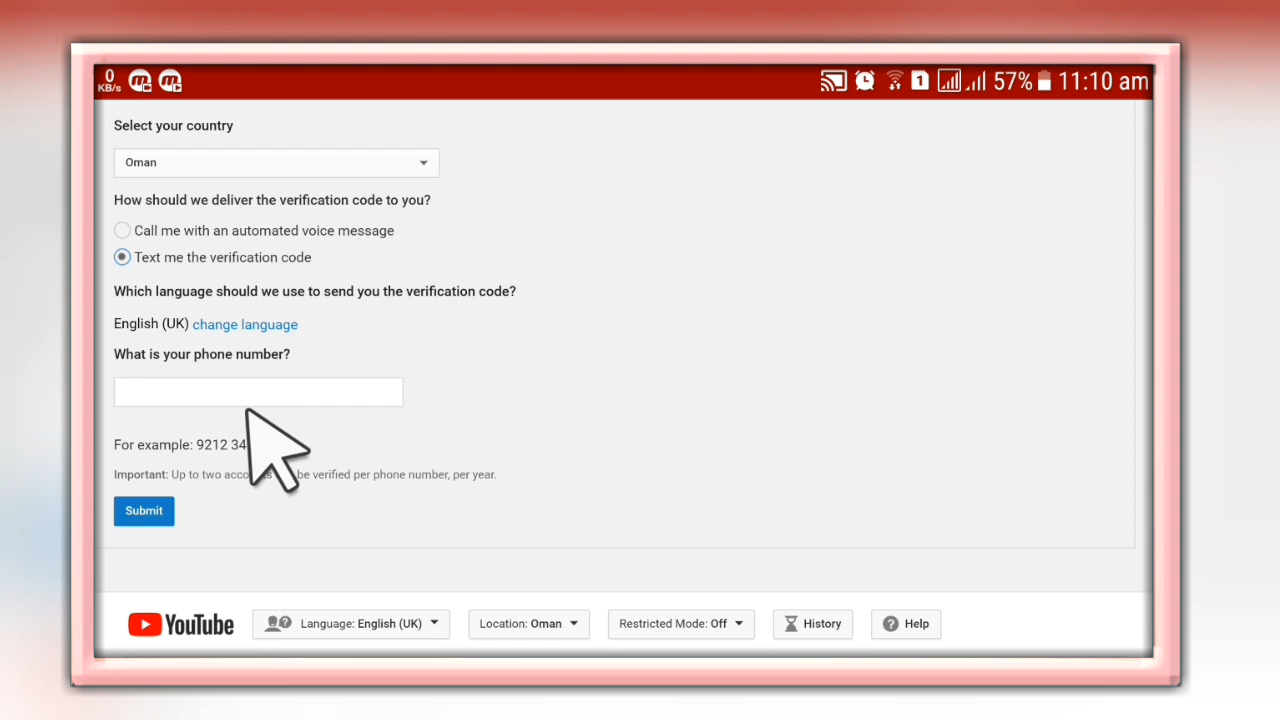 0
KB/s
1
57%
11:10 am
Select your country
Oman
How should we deliver the verification code to you?
Call me with an automated voice message
Text me the verification code
Which language should we use to send you the verification code?
English (UK) change language
What is your phone number?
For example: 9212 34
Important: Up to two be verified per phone number, per year.
Submit
YouTube
Language: English (UK)
Location: Oman
Restricted Mode: Off
History
Help